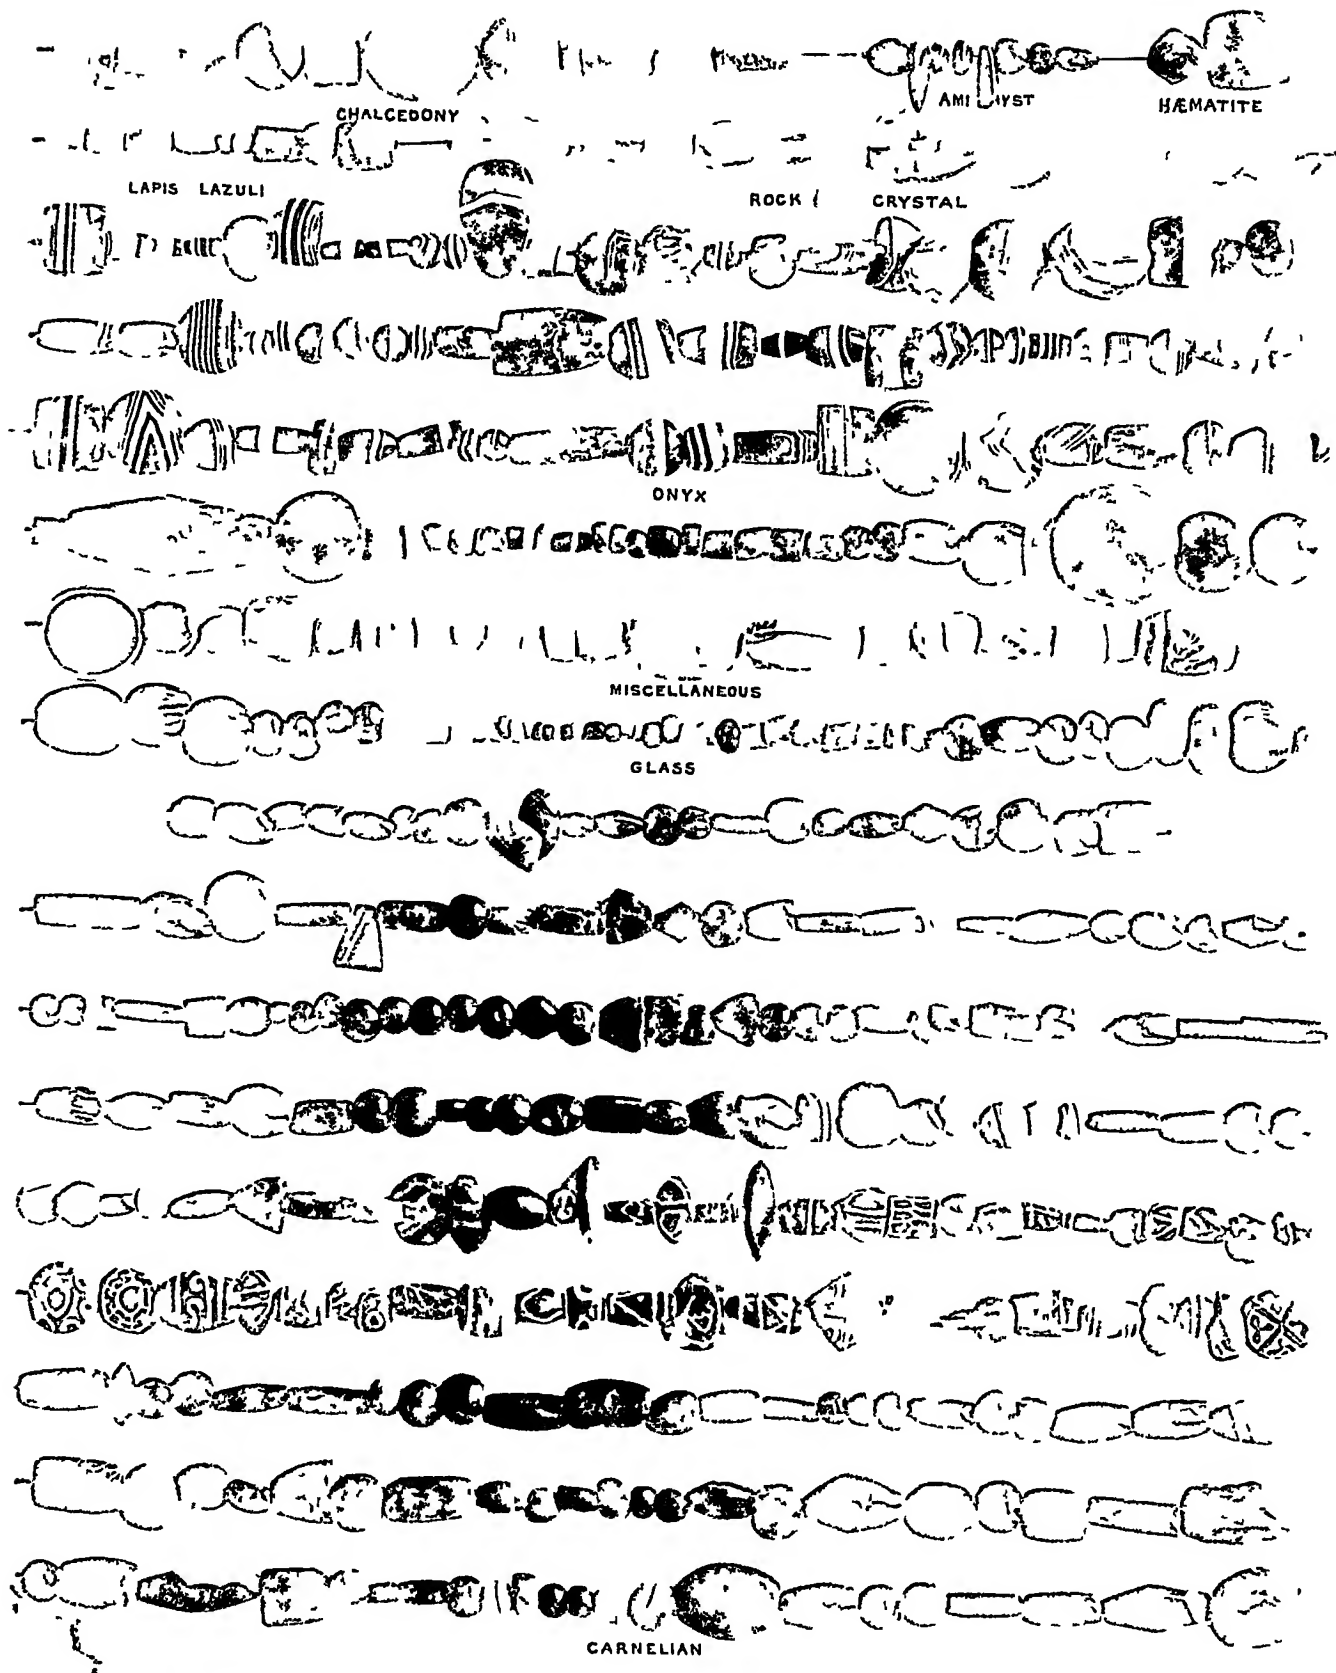 CHALCEDONY
HÆMATITE
LAPIS LAZULI
ROCK CRYSTAL
ONYX
MISCELLANEOUS
GLASS
CARNELIAN